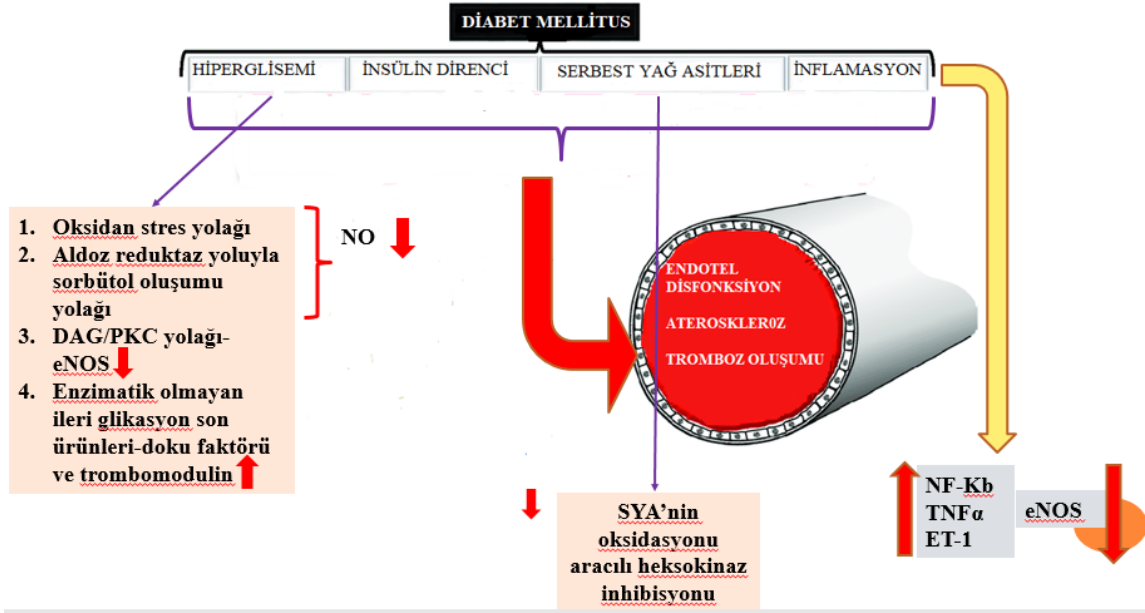 DİABET MELLİTUS
HİPERGLİSEMİ
İNSÜLİN DİRENCİ
SERBEST YAĞ ASİTLERİ
İNFLAMASYON
1. Oksidan stres yolağı
2. Aldoz reduktaz yoluyla
sorbütol oluşumu
yolağı
3. DAG/PKC yolağı-
eNOS
4. Enzimatik olmayan
ileri glikasyon son
ürünleri-doku faktörü
ve trombomodulin
NO
ENDOTEL
DİSFONKSİYON
ATEROSKLER0Z
TROMBOZ OLUŞUMU
SYA’nin
oksidasyonu
aracılı heksokinaz
inhibisyonu
NF-Kb
TNFα
ET-1
eNOS